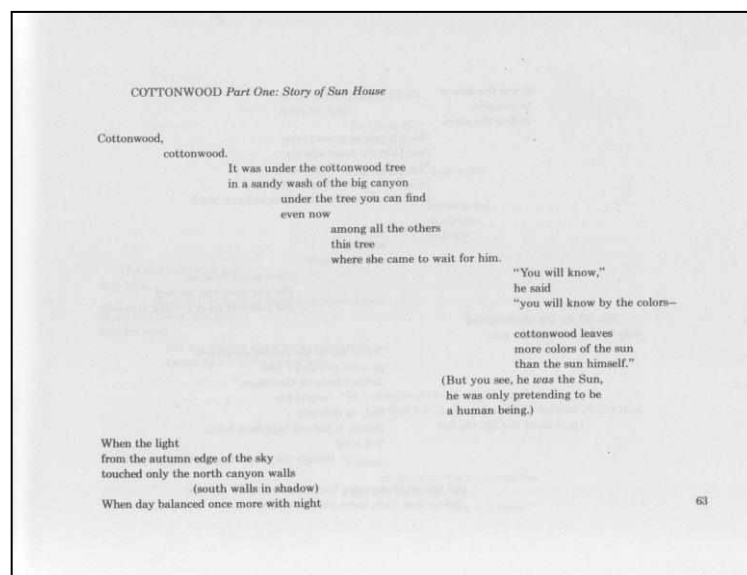 COTTONWOOD Part One: Story of Sun House
Cottonwood,
cottonwood.
It was under the cottonwood tree
in a sandy wash of the big canyon
under the tree you can find
even now
among all the others
this tree
where she came to wait for him.
"You will know,"
he said
"you will know by the colors–
cottonwood leaves
more colors of the sun
than the sun himself."
(But you see, he was the Sun,
he was only pretending to be
a human being.)
When the light
from the autumn edge of the sky
touched only the north canyon walls
(south walls in shadow)
When day balanced once more with night
63